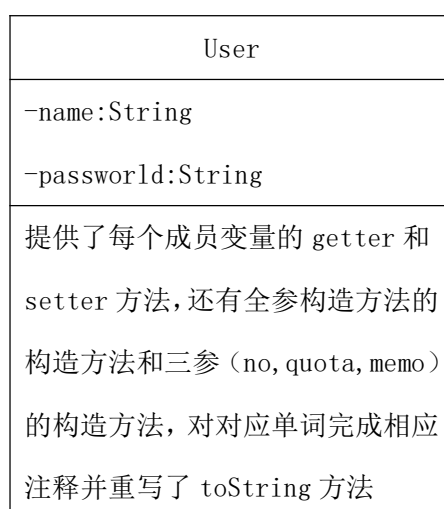 User
-name:String
-passworld:String
提供了每个成员变量的 getter 和
setter 方法,还有全参构造方法的
构造方法和三参（no,quota,memo）
的构造方法，对对应单词完成相应
注释并重写了 toString 方法